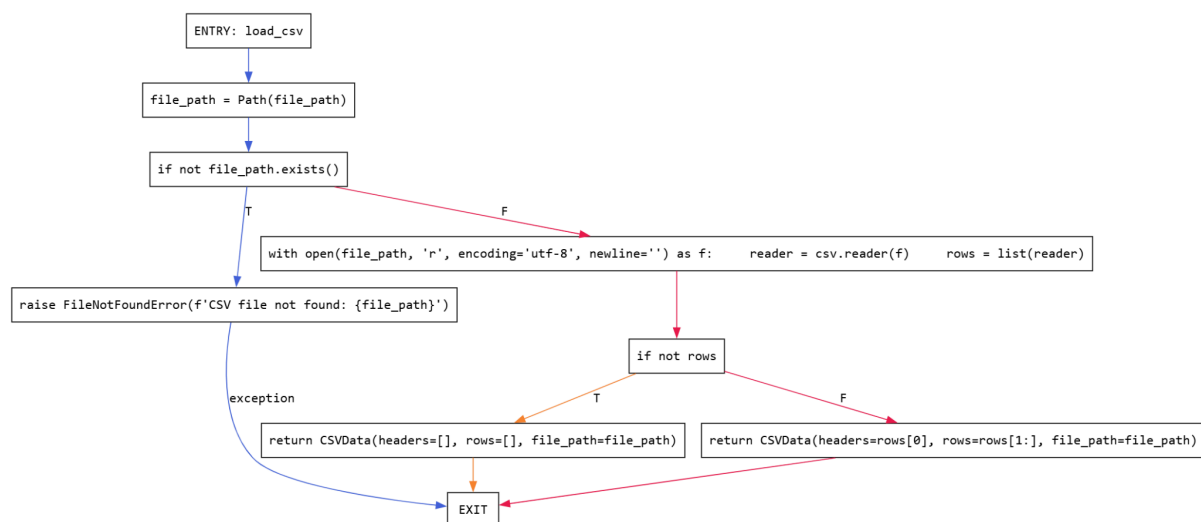 ENTRY: load_csv
file_path = Path(file_path)
if not file_path.exists()
T
F
with open(file_path, 'r', encoding='utf-8', newline='') as f:     reader = csv.reader(f)     rows = list(reader)
raise FileNotFoundError(f'CSV file not found: {file_path}')
if not rows
exception
T
F
return CSVData(headers=[], rows=[], file_path=file_path)
return CSVData(headers=rows[0], rows=rows[1:], file_path=file_path)
EXIT